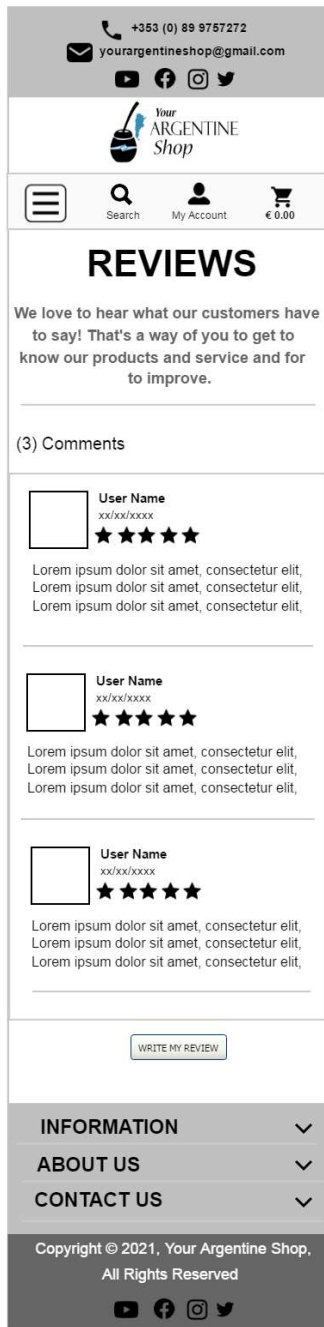 +353 (0) 89 9757272
yourargentineshop@gmail.com
Your
ARGENTINE
Shop
Search
My Account
€ 0.00
REVIEWS
We love to hear what our customers have
to say! That's a way of you to get to
know our products and service and for
to improve.
(3) Comments
User Name
xx/xx/xxxx
Lorem ipsum dolor sit amet, consectetur elit,
Lorem ipsum dolor sit amet, consectetur elit,
Lorem ipsum dolor sit amet, consectetur elit,
User Name
xx/xx/xxxx
Lorem ipsum dolor sit amet, consectetur elit,
Lorem ipsum dolor sit amet, consectetur elit,
Lorem ipsum dolor sit amet, consectetur elit,
User Name
xx/xx/xxxx
Lorem ipsum dolor sit amet, consectetur elit,
Lorem ipsum dolor sit amet, consectetur elit,
Lorem ipsum dolor sit amet, consectetur elit,
WRITE MY REVIEW
INFORMATION
ABOUT US
CONTACT US
Copyright © 2021, Your Argentine Shop,
All Rights Reserved